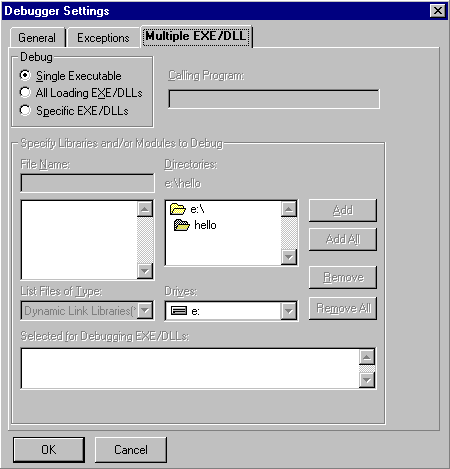 Debugger Settings
General Exceptions Multiple EXE/DLL
Debug
Single Executable
All Loading EXE/DLLs
Specific EXE/DLLs
Calling Program:
Specify Libraries and/or Modules to Debug
File Name:
Directories:
e:\hello
e:\
hello
Add
Add All
Remove
Remove All
List Files of Type:
Dynamic Link Libraries(*
Drives:
e:
Selected for Debugging EXE/DLLs:
OK Cancel